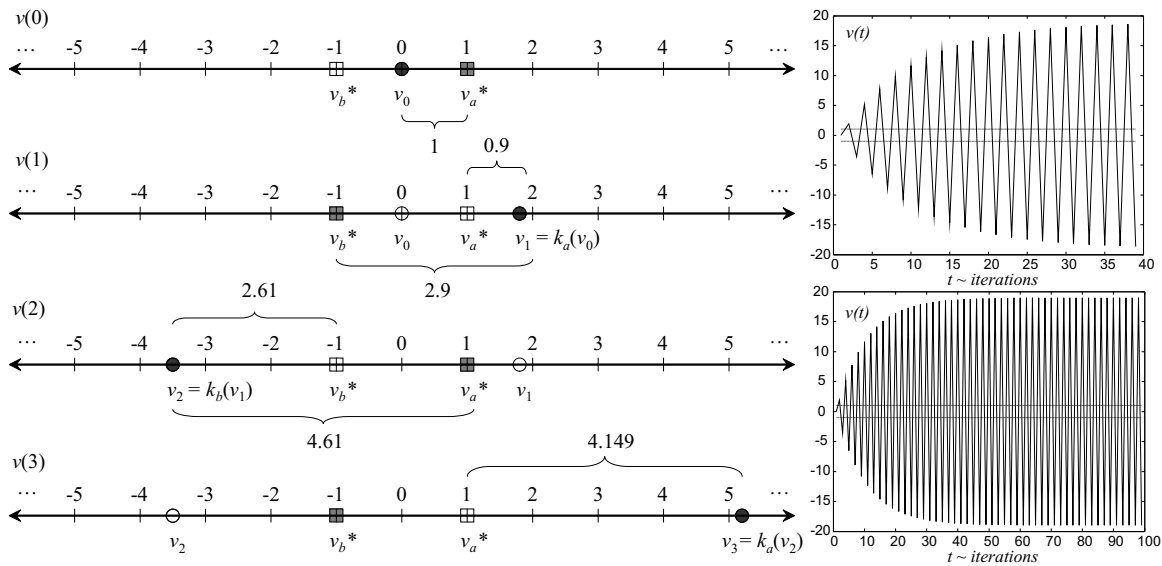 v(0)
... -5 -4 -3 -2 -1 0 1 2 3 4 5 ...
v_b* v_0 v_a*
1
0.9
v(1)
... -5 -4 -3 -2 -1 0 1 2 3 4 5 ...
v_b* v_0 v_a* v_1 = k_a(v_0)
2.9
2.61
v(2)
... -5 -4 -3 -2 -1 0 1 2 3 4 5 ...
v_2 = k_b(v_1) v_b* v_a* v_1
4.61
4.149
v(3)
... -5 -4 -3 -2 -1 0 1 2 3 4 5 ...
v_2 v_b* v_a* v_3 = k_a(v_2)
v(t)
20
15
10
5
0
-5
-10
-15
-20
0 5 10 15 20 25 30 35 40
t ~ iterations
v(t)
20
15
10
5
0
-5
-10
-15
-20
0 10 20 30 40 50 60 70 80 90 100
t ~ iterations